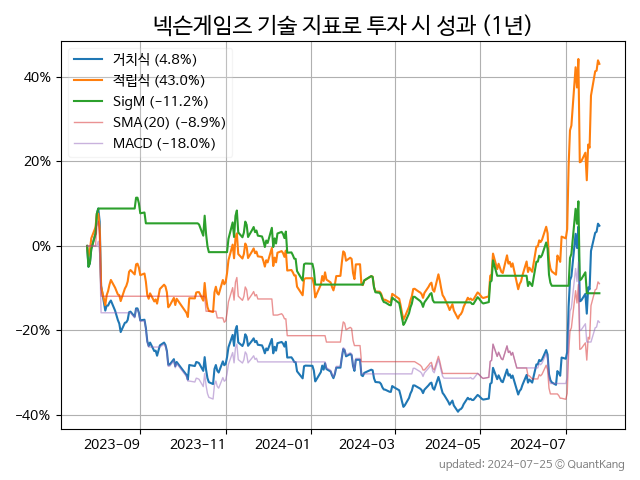 넥슨게임즈 기술 지표로 투자 시 성과 (1년)
거치식 (4.8%)
적립식 (43.0%)
SigM (−11.2%)
SMA(20) (−8.9%)
MACD (−18.0%)
40%
20%
0%
−20%
−40%
2023-09 2023-11 2024-01 2024-03 2024-05 2024-07
updated: 2024-07-25 © QuantKang